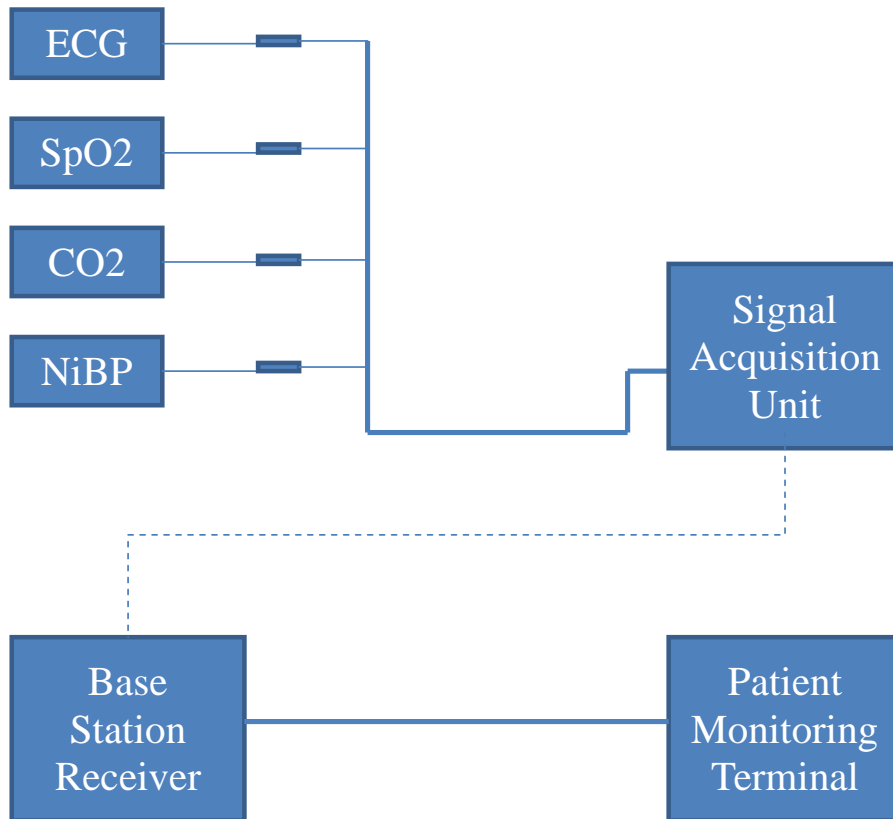 ECG
SpO2
CO2
NiBP
Signal
Acquisition
Unit
Base
Station
Receiver
Patient
Monitoring
Terminal